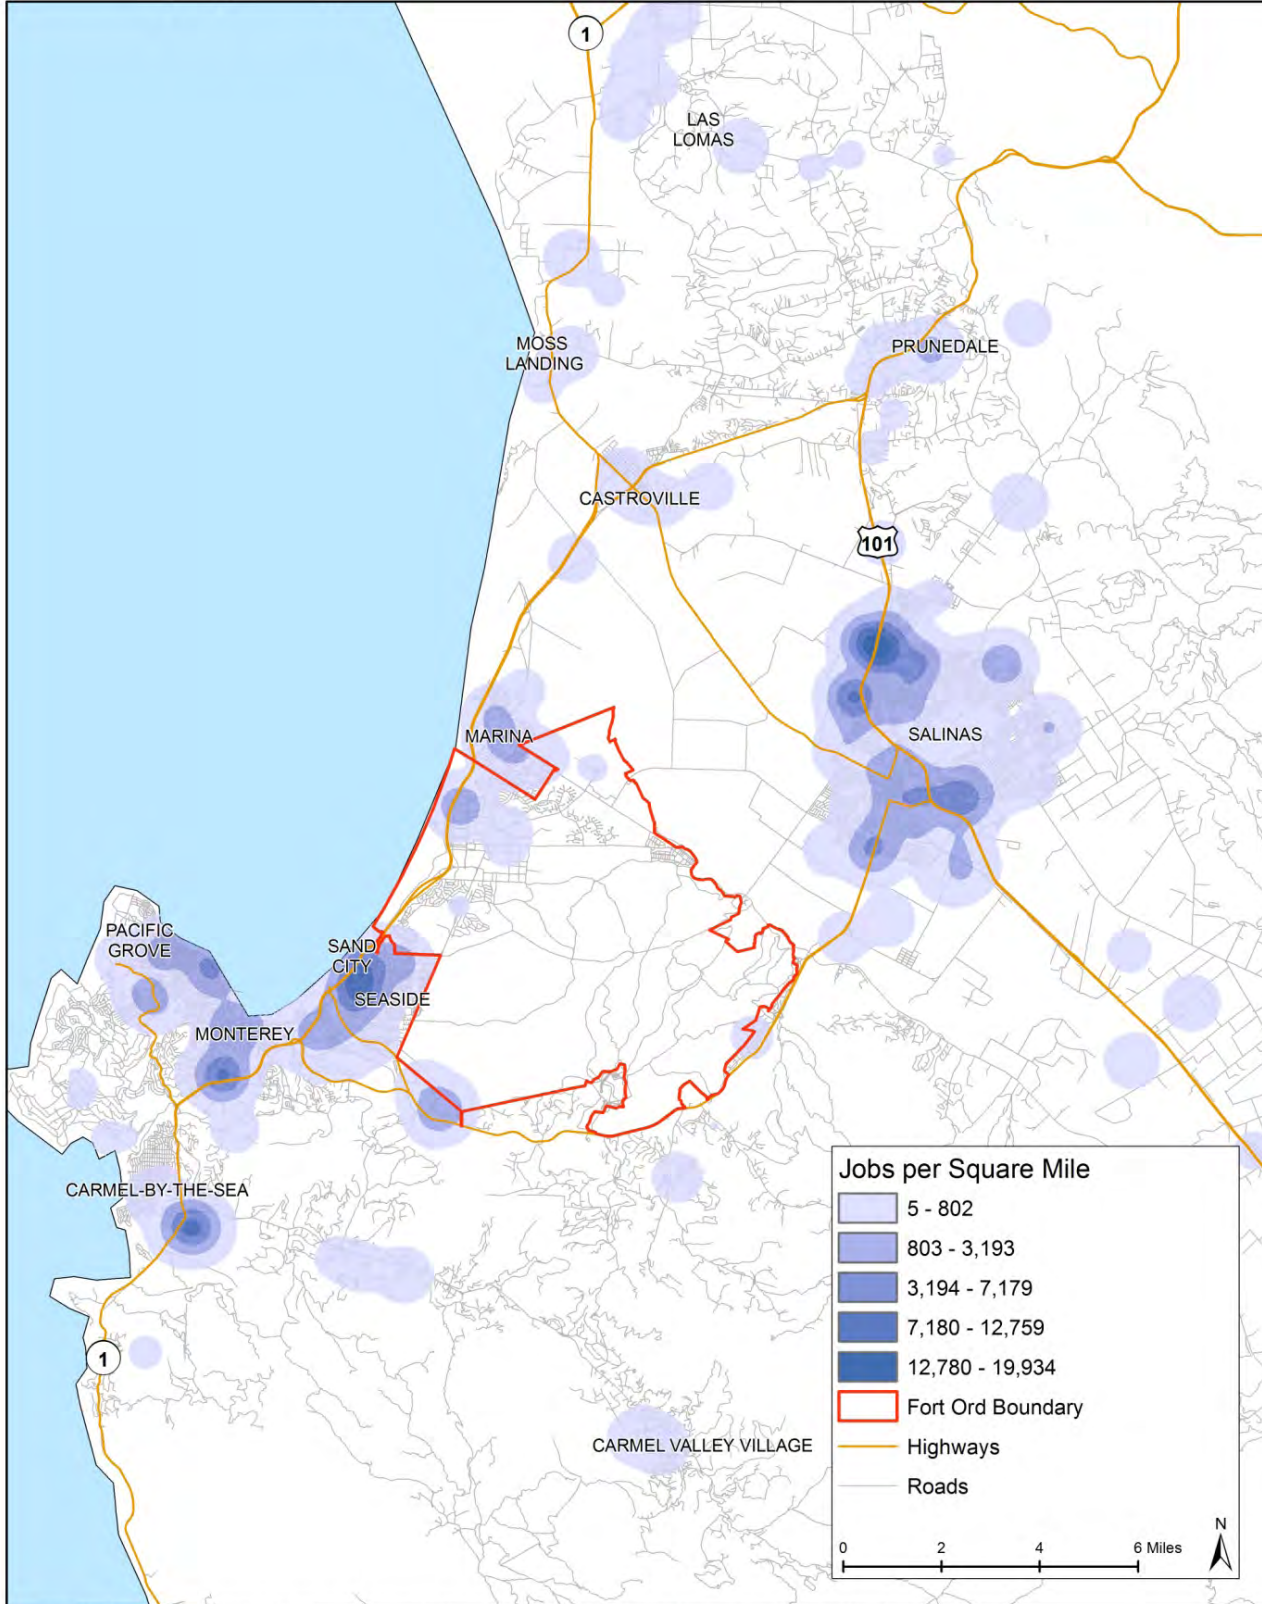 1
LAS
LOMAS
MOSS
LANDING
PRUNEDALE
CASTROVILLE
101
MARINA
SALINAS
PACIFIC
GROVE
SAND
CITY
SEASIDE
MONTEREY
CARMEL-BY-THE-SEA
1
CARMEL VALLEY VILLAGE
Jobs per Square Mile
5 - 802
803 - 3,193
3,194 - 7,179
7,180 - 12,759
12,780 - 19,934
Fort Ord Boundary
Highways
Roads
N
0 2 4 6 Miles